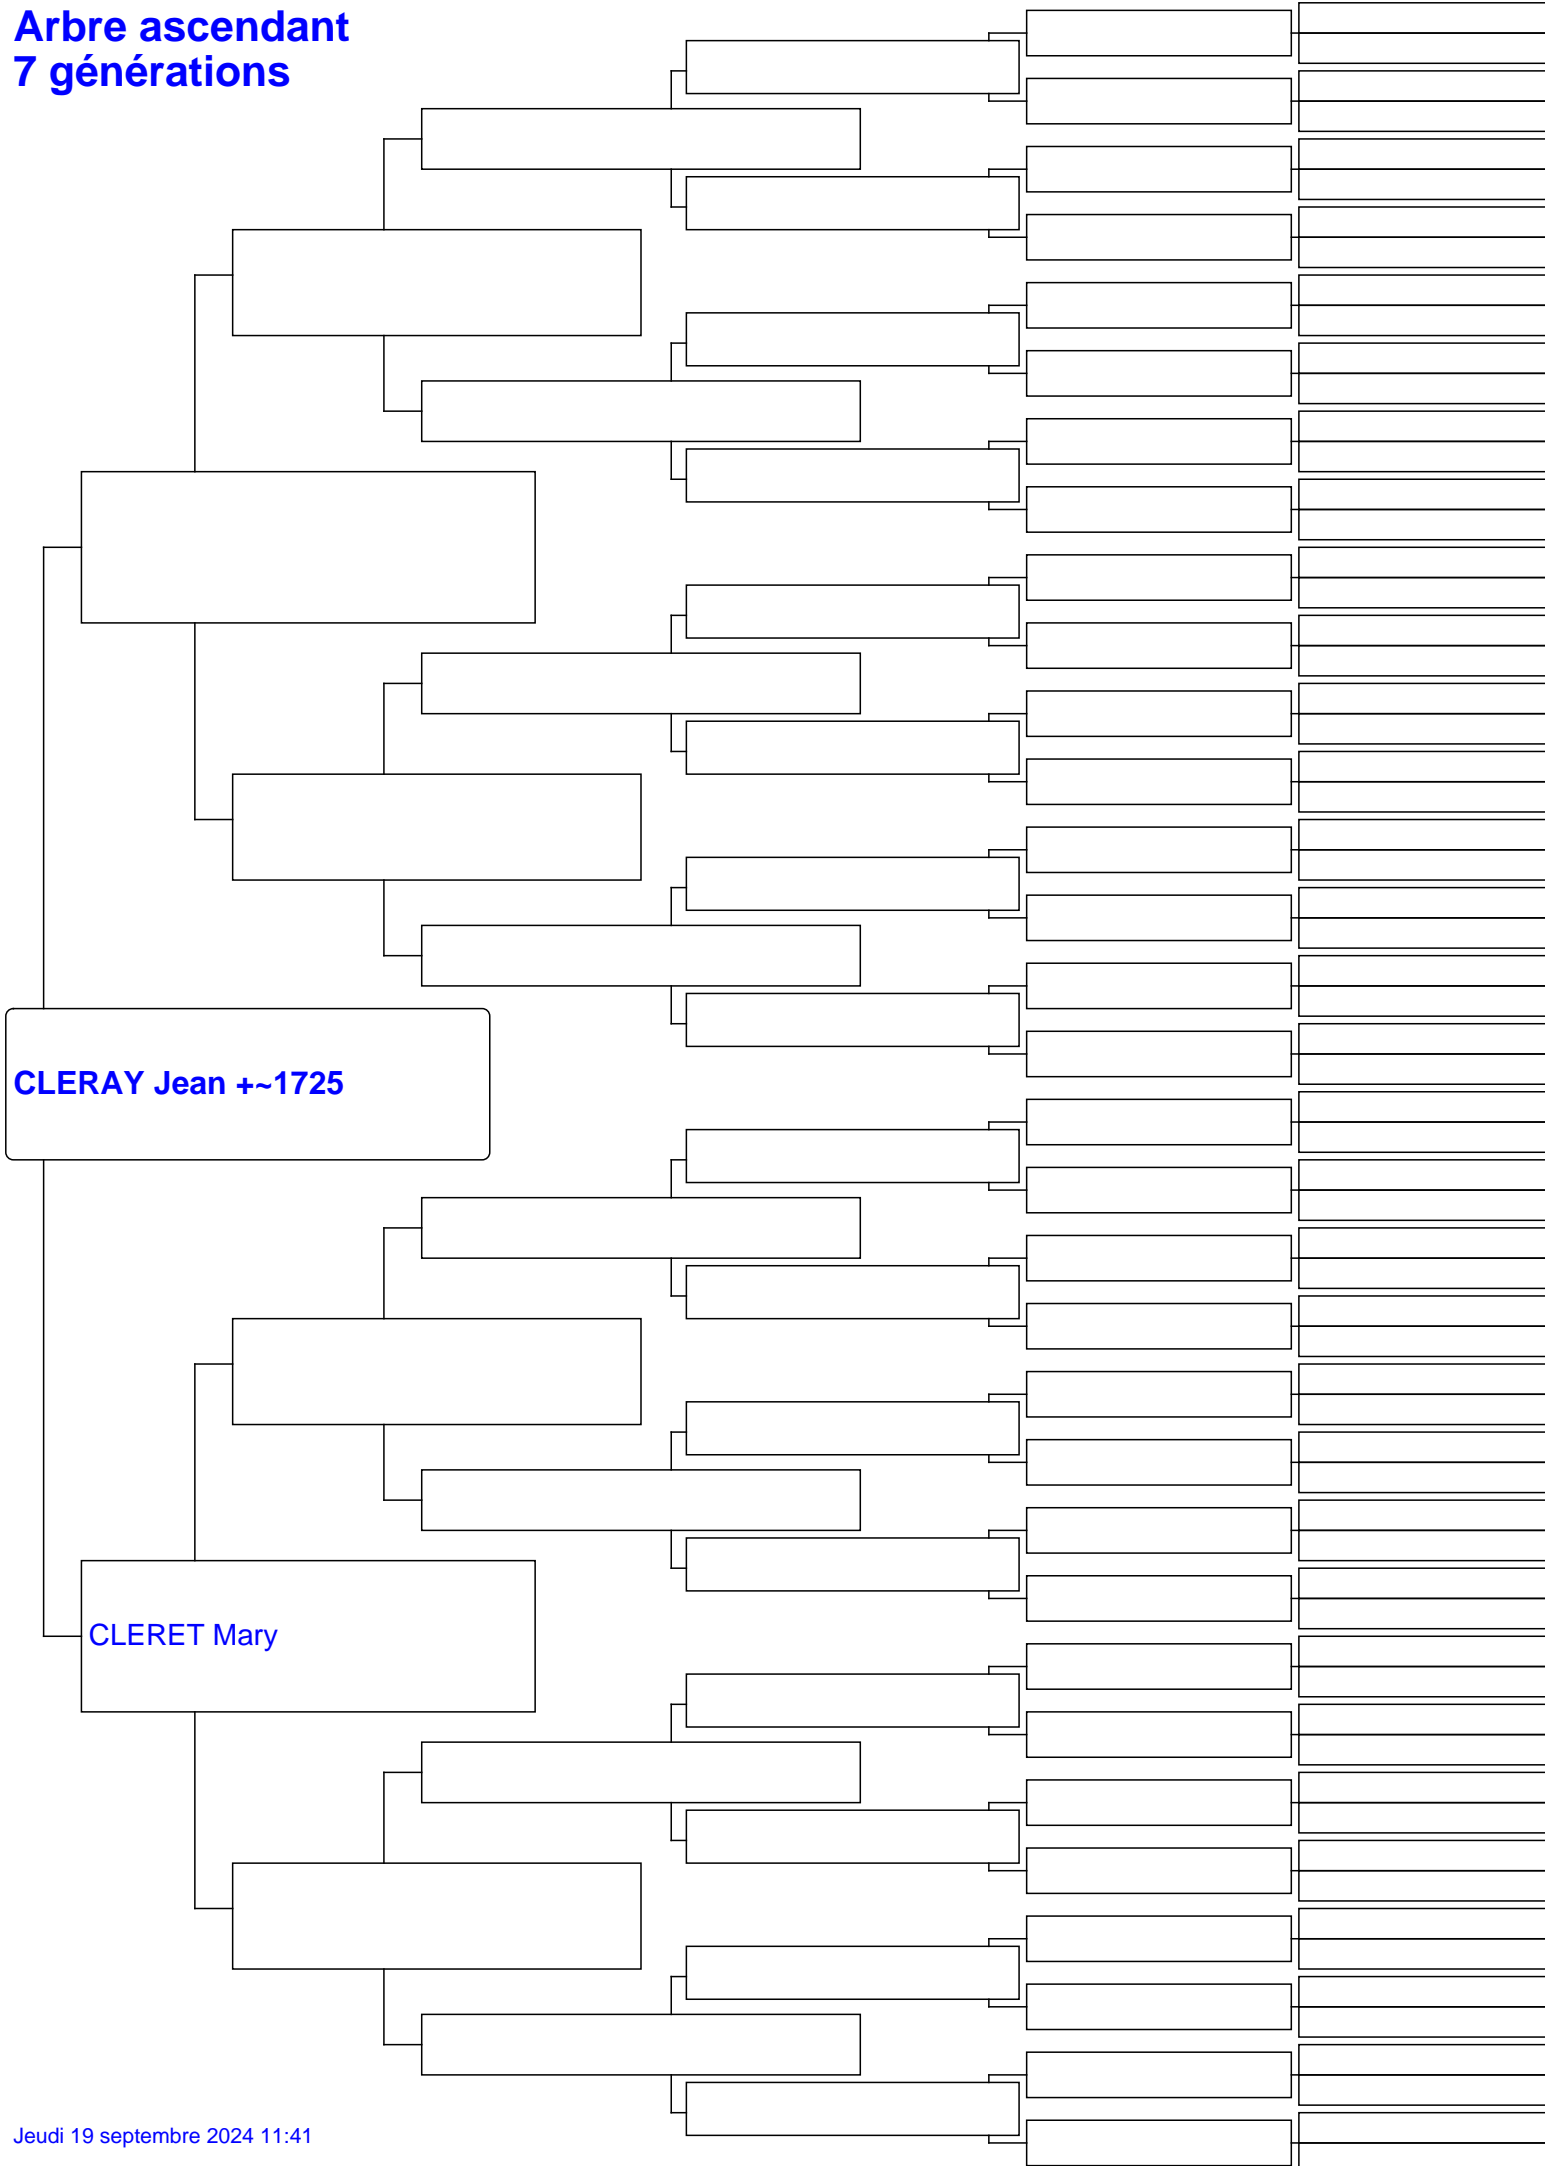 Arbre ascendant
7 générations
CLERAY Jean +~1725
CLERET Mary
Jeudi 19 septembre 2024 11:41